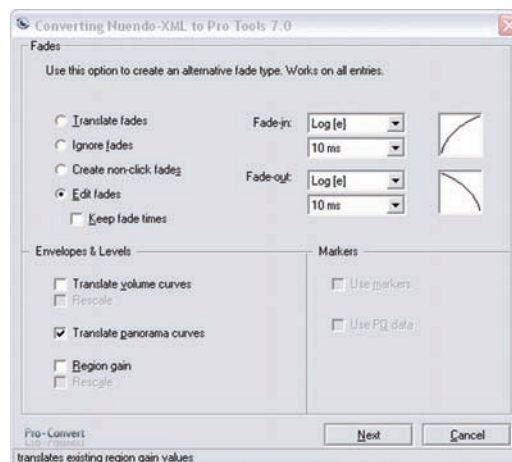 Converting Nuendo-XML to Pro Tools 7.0
Fades
Use this option to create an alternative fade type. Works on all entries.
Translate fades
Ignore fades
Create non-click fades
Edit fades
Keep fade times
Fade-in:
Log [e]
10 ms
Fade-out:
Log [e]
10 ms
Envelopes & Levels
Translate volume curves
Rescale
Translate panorama curves
Region gain
Rescale
Markers
Use markers
Use PQ data
Pro-Convert
Next
Cancel
translates existing region gain values